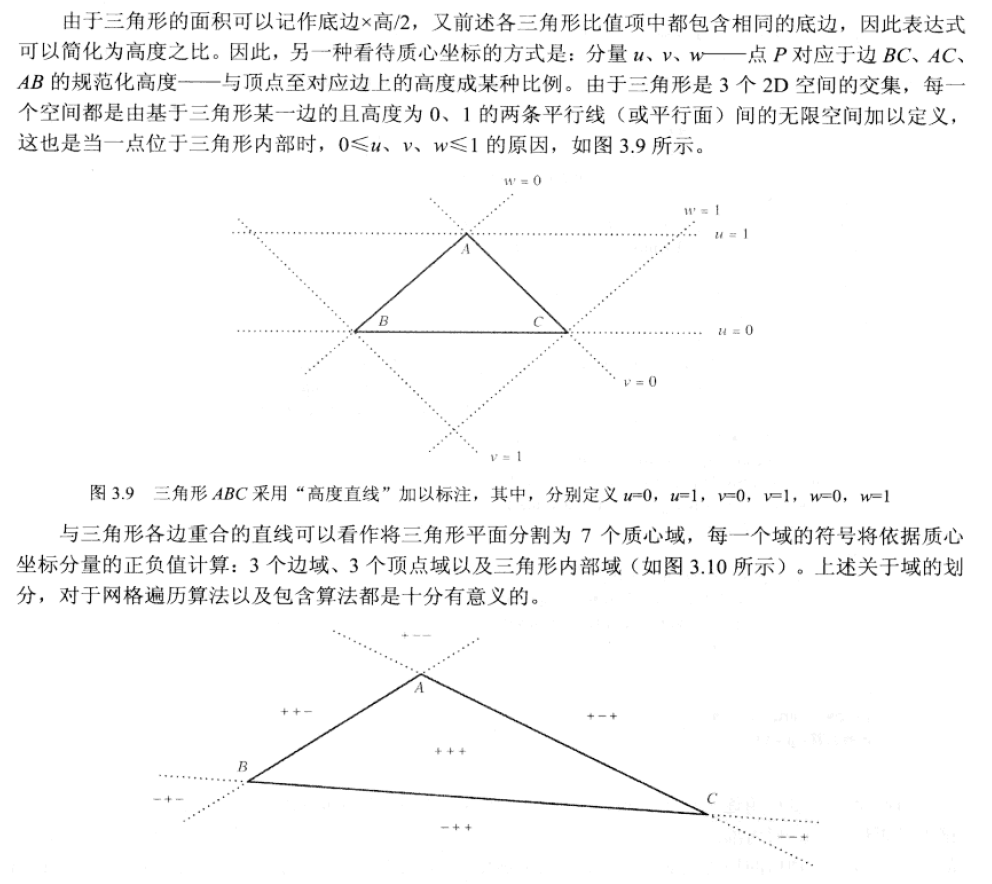 由于三角形的面积可以记作底边×高/2，又前述各三角形比值项中都包含相同的底边，因此表达式
可以简化为高度之比。因此，另一种看待质心坐标的方式是：分量 u、v、w——点 P 对应于边 BC、AC、
AB 的规范化高度——与顶点至对应边上的高度成某种比例。由于三角形是 3 个 2D 空间的交集，每一
个空间都是由基于三角形某一边的且高度为 0、1 的两条平行线（或平行面）间的无限空间加以定义，
这也是当一点位于三角形内部时，0≤u、v、w≤1 的原因，如图 3.9 所示。
w = 0
w = 1
u = 1
A
B
C
u = 0
v = 0
v = 1
图 3.9 三角形 ABC 采用“高度直线”加以标注，其中，分别定义 u=0，u=1，v=0，v=1，w=0，w=1
与三角形各边重合的直线可以看作将三角形平面分割为 7 个质心域，每一个域的符号将依据质心
坐标分量的正负值计算：3 个边域、3 个顶点域以及三角形内部域（如图 3.10 所示）。上述关于域的划
分，对于网格遍历算法以及包含算法都是十分有意义的。
+−−
A
++−
+−+
+++
B
−+−
C
−++
−−+